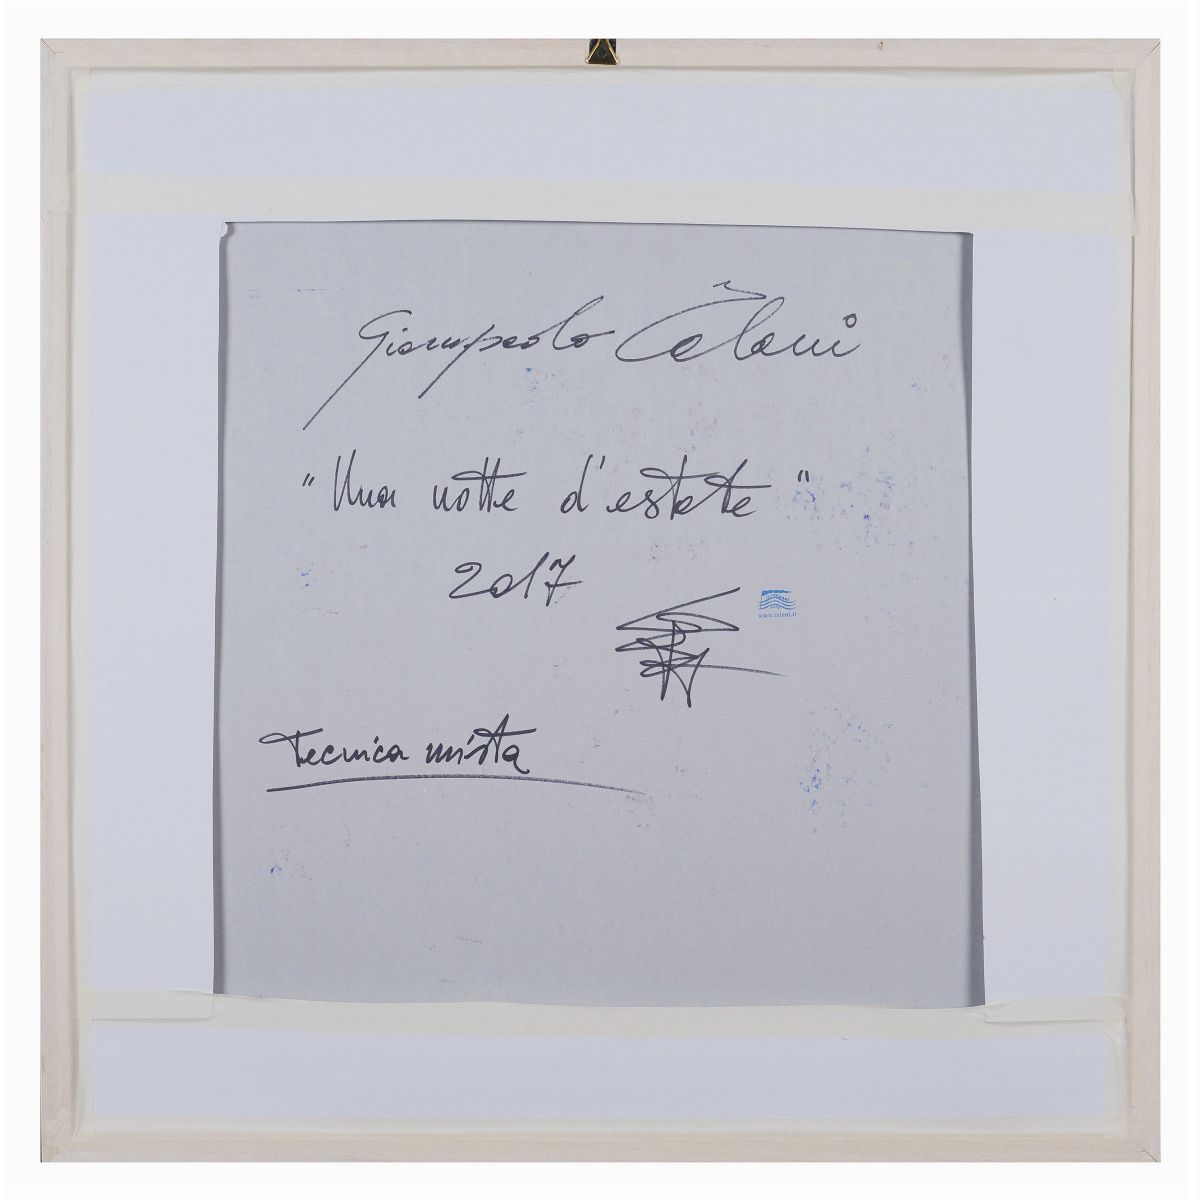 Giampaolo Talani
"Una notte d'estate"
2017
www.talani.it
Tecnica mista